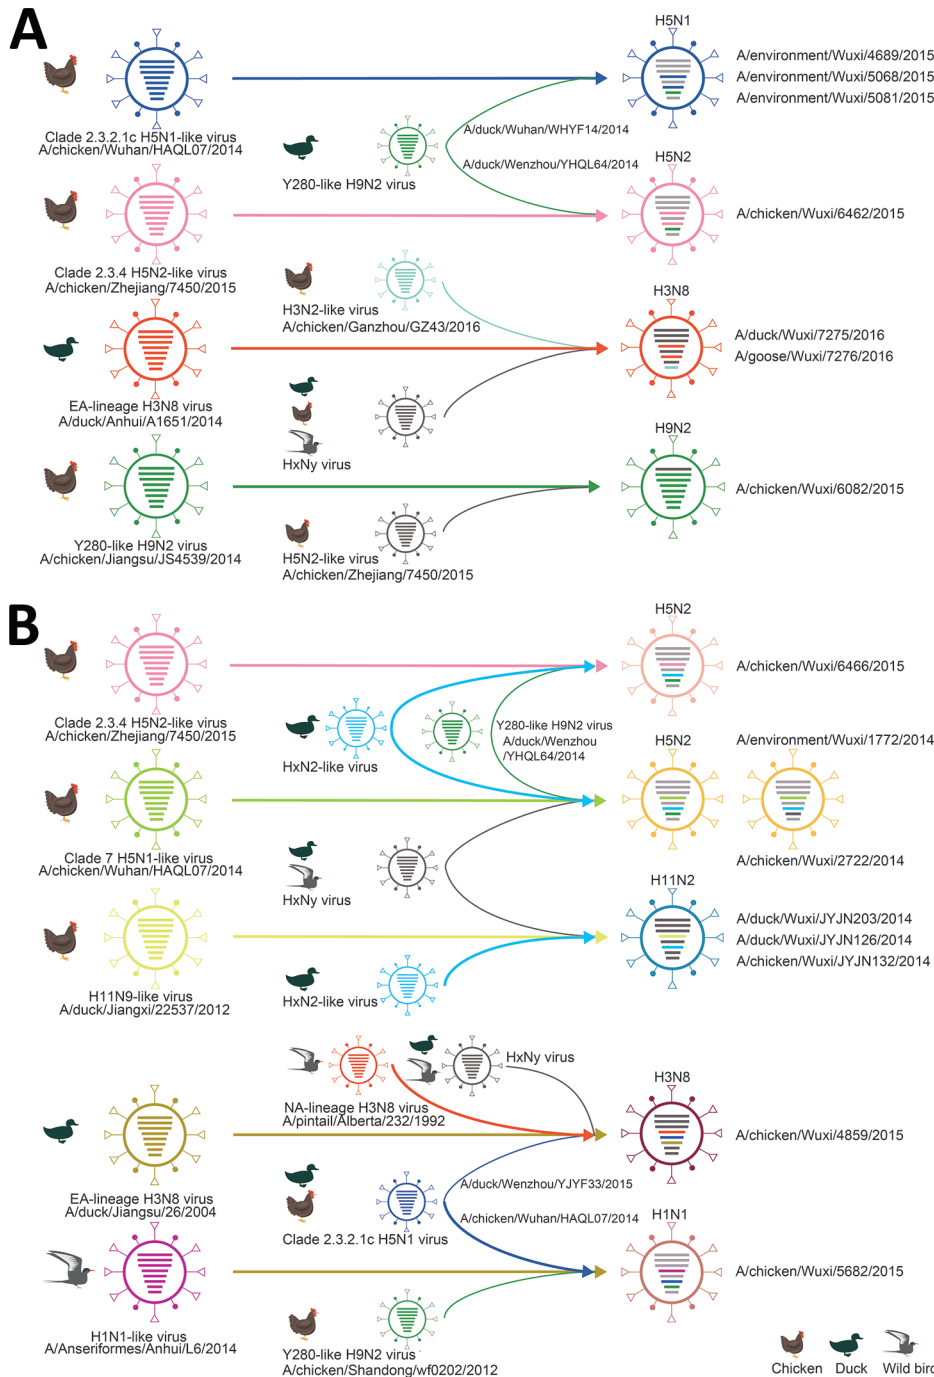 A
H5N1
A/environment/Wuxi/4689/2015
A/environment/Wuxi/5068/2015
A/environment/Wuxi/5081/2015
Clade 2.3.2.1c H5N1-like virus
A/chicken/Wuhan/HAQL07/2014
A/duck/Wuhan/WHYF14/2014
A/duck/Wenzhou/YHQL64/2014
Y280-like H9N2 virus
H5N2
A/chicken/Wuxi/6462/2015
Clade 2.3.4 H5N2-like virus
A/chicken/Zhejiang/7450/2015
H3N2-like virus
A/chicken/Ganzhou/GZ43/2016
H3N8
A/duck/Wuxi/7275/2016
A/goose/Wuxi/7276/2016
EA-lineage H3N8 virus
A/duck/Anhui/A1651/2014
HxNy virus
H9N2
A/chicken/Wuxi/6082/2015
Y280-like H9N2 virus
A/chicken/Jiangsu/JS4539/2014
H5N2-like virus
A/chicken/Zhejiang/7450/2015
B
H5N2
A/chicken/Wuxi/6466/2015
Clade 2.3.4 H5N2-like virus
A/chicken/Zhejiang/7450/2015
HxN2-like virus
Y280-like H9N2 virus
A/duck/Wenzhou
/YHQL64/2014
H5N2
A/environment/Wuxi/1772/2014
A/chicken/Wuxi/2722/2014
Clade 7 H5N1-like virus
A/chicken/Wuhan/HAQL07/2014
HxNy virus
H11N2
A/duck/Wuxi/JYJN203/2014
A/duck/Wuxi/JYJN126/2014
A/chicken/Wuxi/JYJN132/2014
H11N9-like virus
A/duck/Jiangxi/22537/2012
HxN2-like virus
HxNy virus
NA-lineage H3N8 virus
A/pintail/Alberta/232/1992
H3N8
A/chicken/Wuxi/4859/2015
EA-lineage H3N8 virus
A/duck/Jiangsu/26/2004
A/duck/Wenzhou/YJYF33/2015
A/chicken/Wuhan/HAQL07/2014
Clade 2.3.2.1c H5N1 virus
H1N1
A/chicken/Wuxi/5682/2015
H1N1-like virus
A/Anseriformes/Anhui/L6/2014
Y280-like H9N2 virus
A/chicken/Shandong/wf0202/2012
Chicken Duck Wild bird